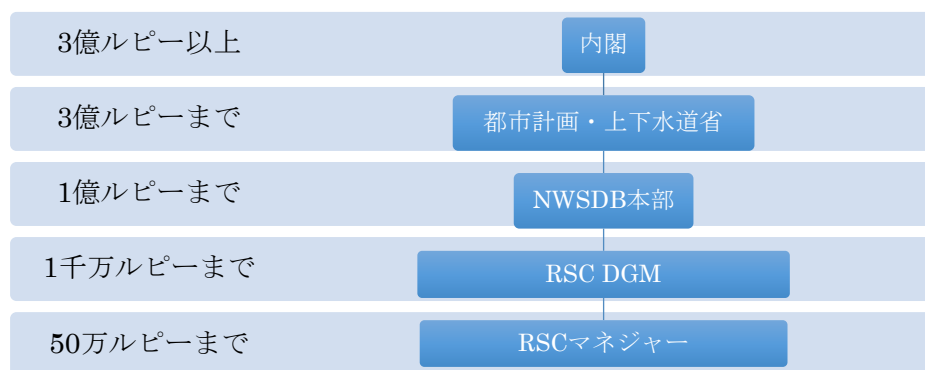 3億ルピー以上
内閣
3億ルピーまで
都市計画・上下水道省
1億ルピーまで
NWSDB本部
1千万ルピーまで
RSC DGM
50万ルピーまで
RSCマネジャー